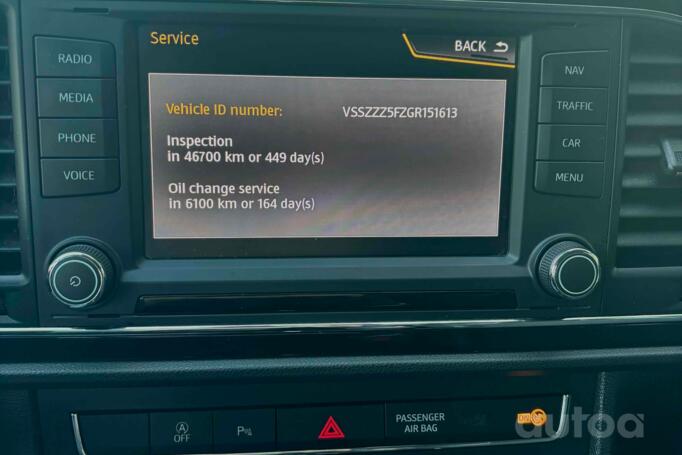 Service
BACK
RADIO
MEDIA
PHONE
VOICE
NAV
TRAFFIC
CAR
MENU
Vehicle ID number: VSSZZZ5FZGR151613
Inspection
in 46700 km or 449 day(s)
Oil change service
in 6100 km or 164 day(s)
A
OFF
P
PASSENGER
AIR BAG
autoa